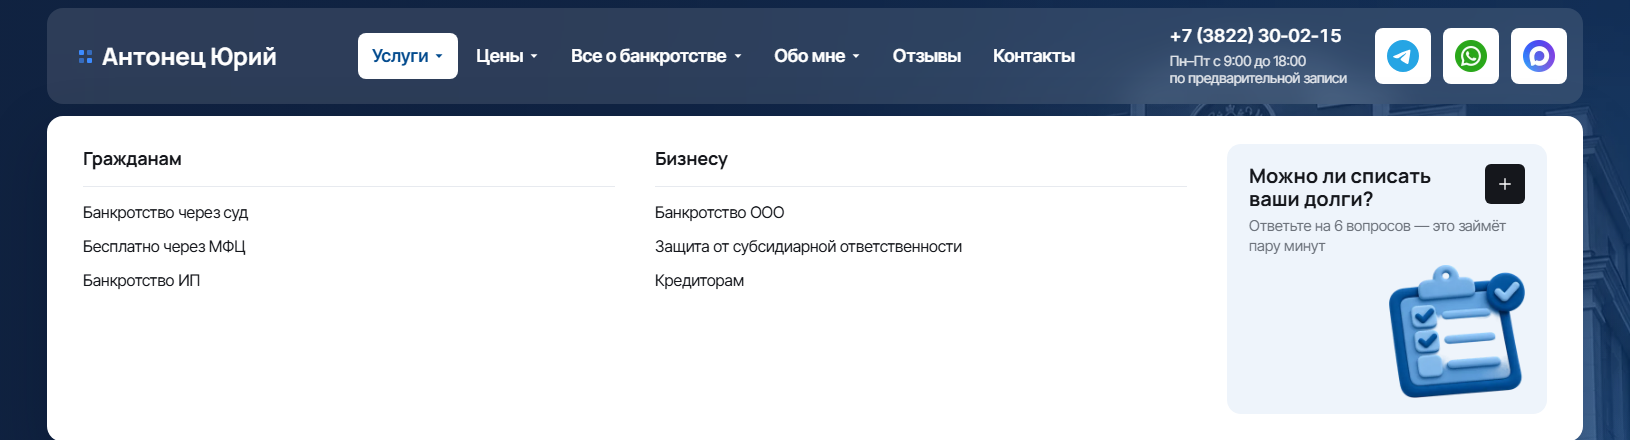 Антонец Юрий
Услуги
Цены
Все о банкротстве
Обо мне
Отзывы
Контакты
+7 (3822) 30-02-15
Пн–Пт с 9:00 до 18:00
по предварительной записи
Гражданам
Банкротство через суд
Бесплатно через МФЦ
Банкротство ИП
Бизнесу
Банкротство ООО
Защита от субсидиарной ответственности
Кредиторам
Можно ли списать
ваши долги?
Ответьте на 6 вопросов — это займёт
пару минут